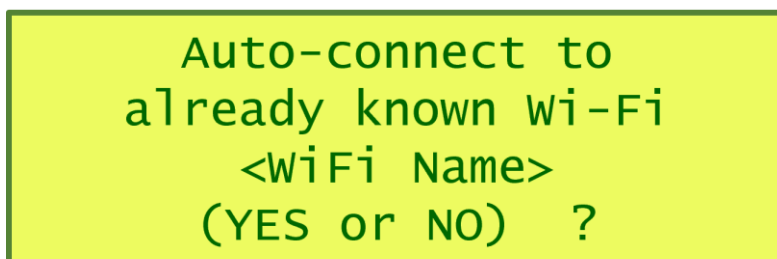 Auto-connect to
already known Wi-Fi
<WiFi Name>
(YES or NO)  ?